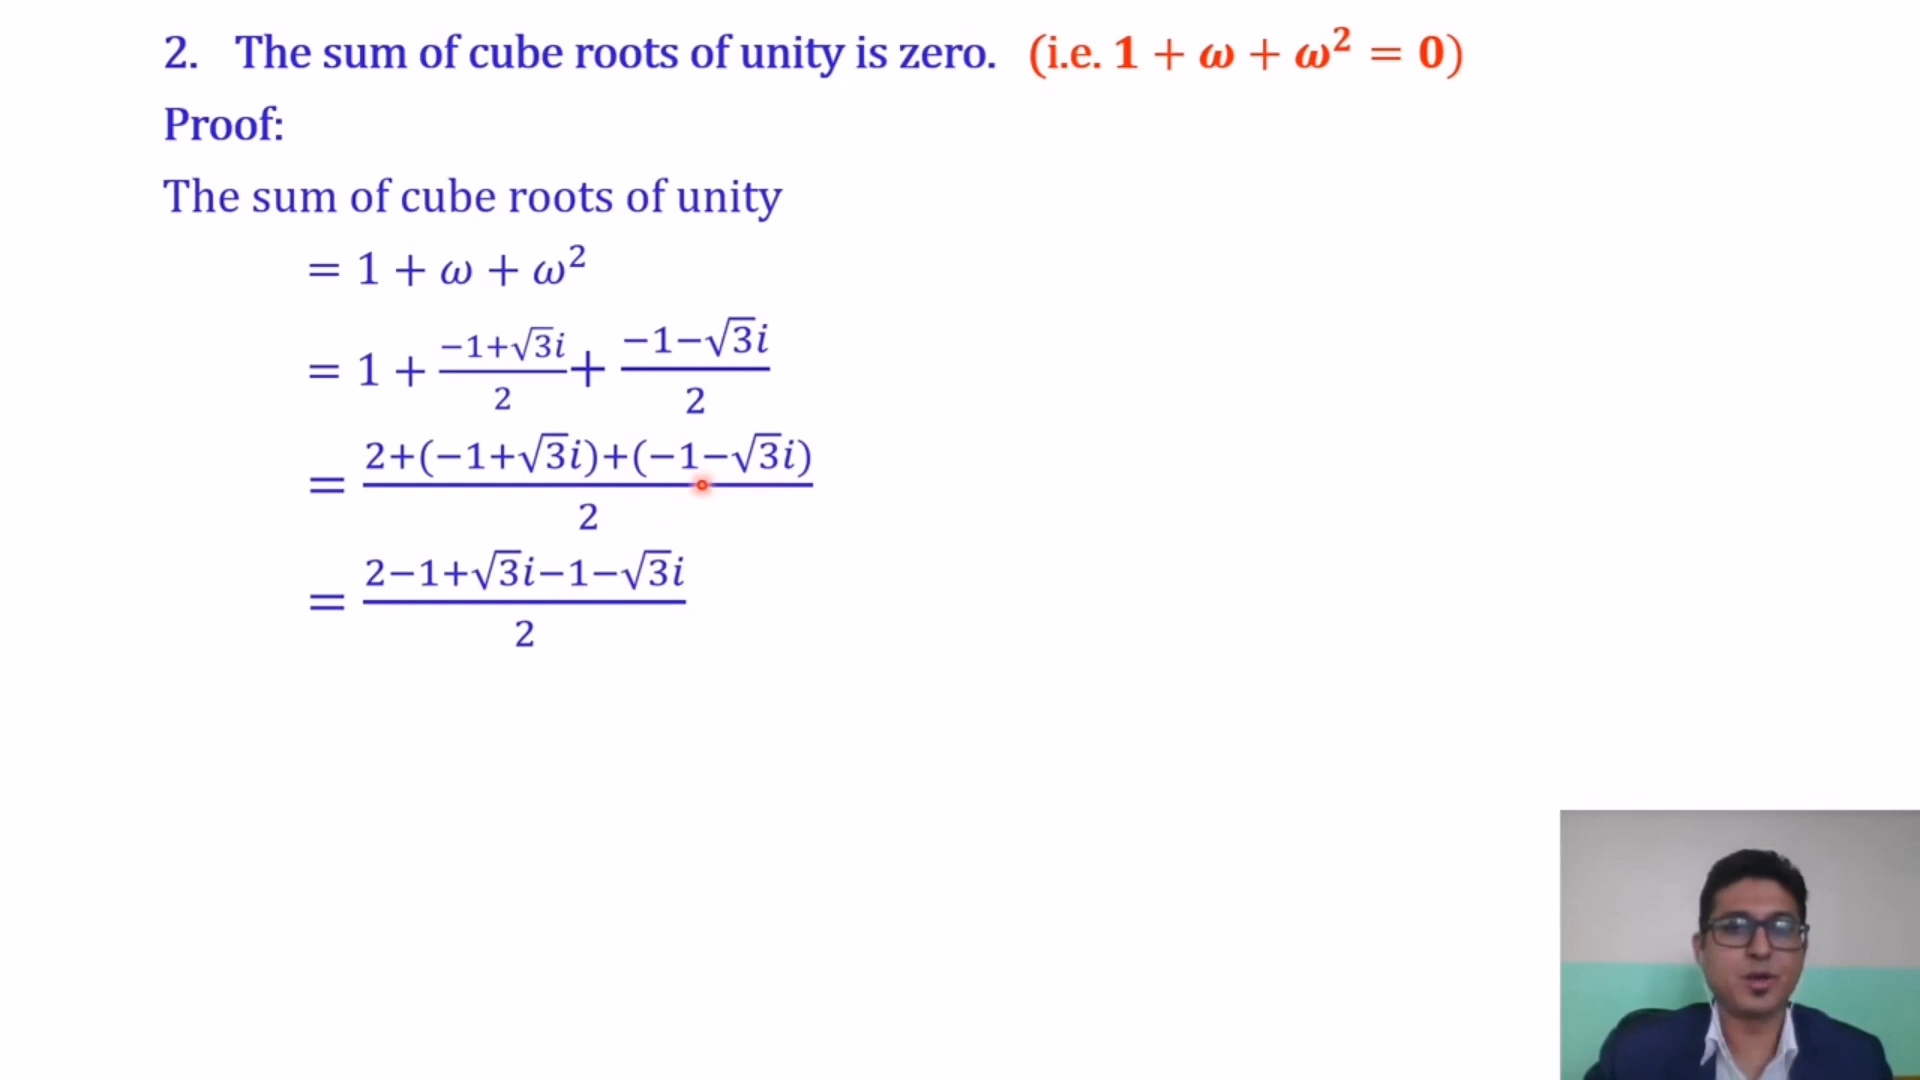 2. The sum of cube roots of unity is zero. (i.e. 1 + ω + ω² = 0)
Proof:
The sum of cube roots of unity
= 1 + ω + ω²
= 1 + (−1+√3i)/2 + (−1−√3i)/2
= (2+(−1+√3i)+(−1−√3i))/2
= (2−1+√3i−1−√3i)/2